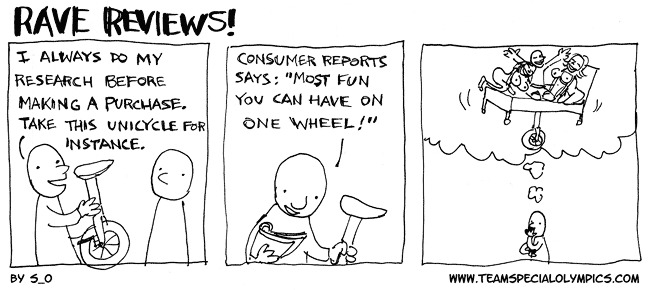 RAVE REVIEWS!
I ALWAYS DO MY
RESEARCH BEFORE
MAKING A PURCHASE.
TAKE THIS UNICYCLE FOR
INSTANCE.
CONSUMER REPORTS
SAYS: "MOST FUN
YOU CAN HAVE ON
ONE WHEEL!"
BY S_O
WWW.TEAMSPECIALOLYMPICS.COM